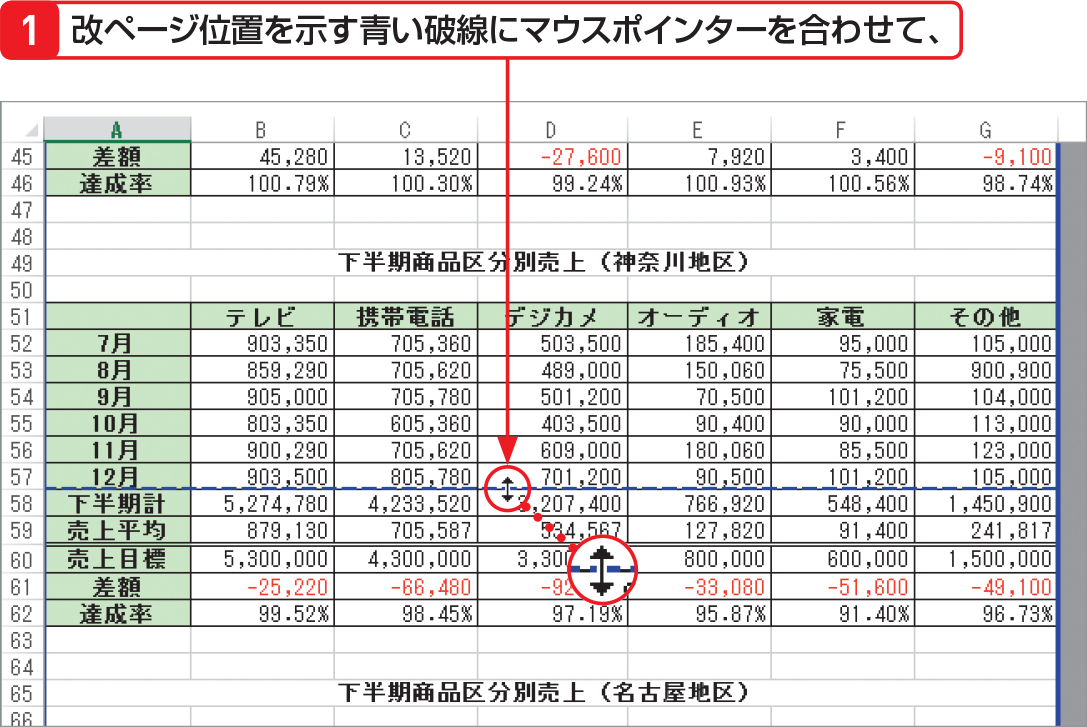 1 改ページ位置を示す青い破線にマウスポインターを合わせて、
A B C D E F G
45 差額 45,280 13,520 -27,600 7,920 3,400 -9,100
46 達成率 100.79% 100.30% 99.24% 100.93% 100.56% 98.74%
47
48
49 下半期商品区分別売上（神奈川地区）
50
51 テレビ 携帯電話 デジカメ オーディオ 家電 その他
52 7月 903,350 705,360 503,500 185,400 95,000 105,000
53 8月 859,290 705,620 489,000 150,060 75,500 900,900
54 9月 905,000 705,780 501,200 70,500 101,200 104,000
55 10月 803,350 605,360 403,500 90,400 90,000 113,000
56 11月 900,290 705,620 609,000 180,060 85,500 123,000
57 12月 903,500 805,780 701,200 90,500 101,200 105,000
58 下半期計 5,274,780 4,233,520 ,207,400 766,920 548,400 1,450,900
59 売上平均 879,130 705,587 534,567 127,820 91,400 241,817
60 売上目標 5,300,000 4,300,000 3,300 800,000 600,000 1,500,000
61 差額 -25,220 -66,480 -92 -33,080 -51,600 -49,100
62 達成率 99.52% 98.45% 97.19% 95.87% 91.40% 96.73%
63
64
65 下半期商品区分別売上（名古屋地区）
66